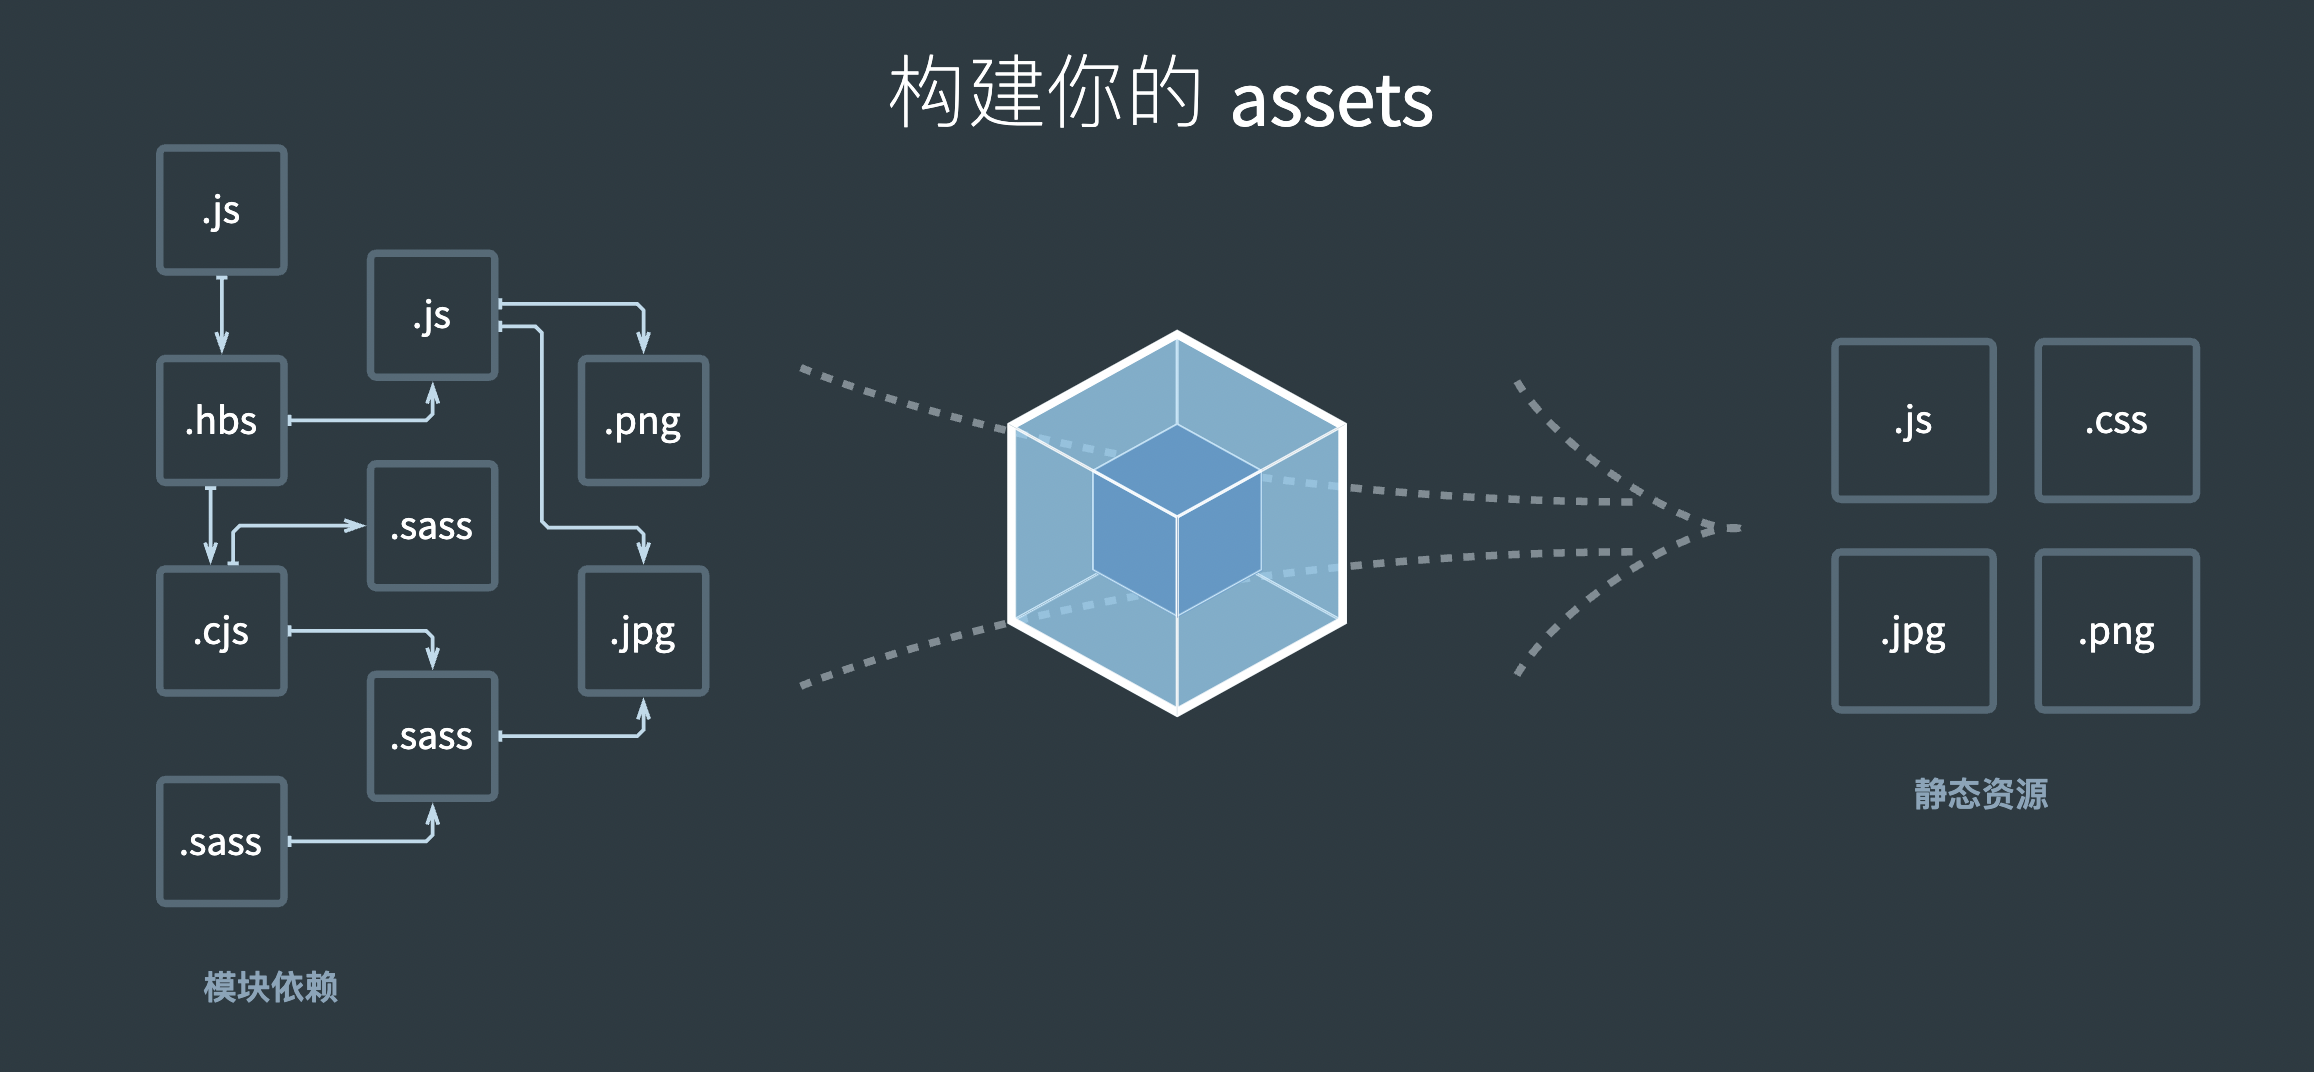 构建你的 assets
.js
.js
.hbs
.png
.sass
.cjs
.jpg
.sass
.sass
模块依赖
.js
.css
.jpg
.png
静态资源